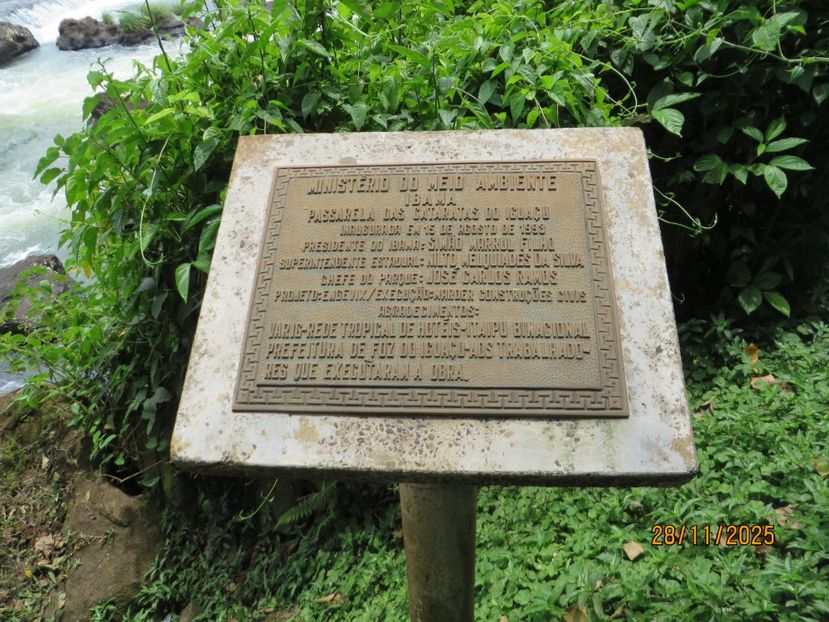 MINISTÉRIO DO MEIO AMBIENTE
IBAMA
PASSARELA DAS CATARATAS DO IGUAÇU
INAUGURADA EM 15 DE AGOSTO DE 1993
PRESIDENTE DO IBAMA: SIMÃO MARRUL FILHO
SUPERINTENDENTE ESTADUAL: NILTO MELQUIADES DA SILVA
CHEFE DO PARQUE: JOSÉ CARLOS RAMOS
PROJETO: ENGEVIX/EXECUÇÃO: MARDER CONSTRUÇÕES CIVIS
AGRADECIMENTOS:
VARIG-REDE TROPICAL DE HOTÉIS-ITAIPU BINACIONAL
PREFEITURA DE FOZ DO IGUAÇU-AOS TRABALHADO-
RES QUE EXECUTARAM A OBRA.
28/11/2025